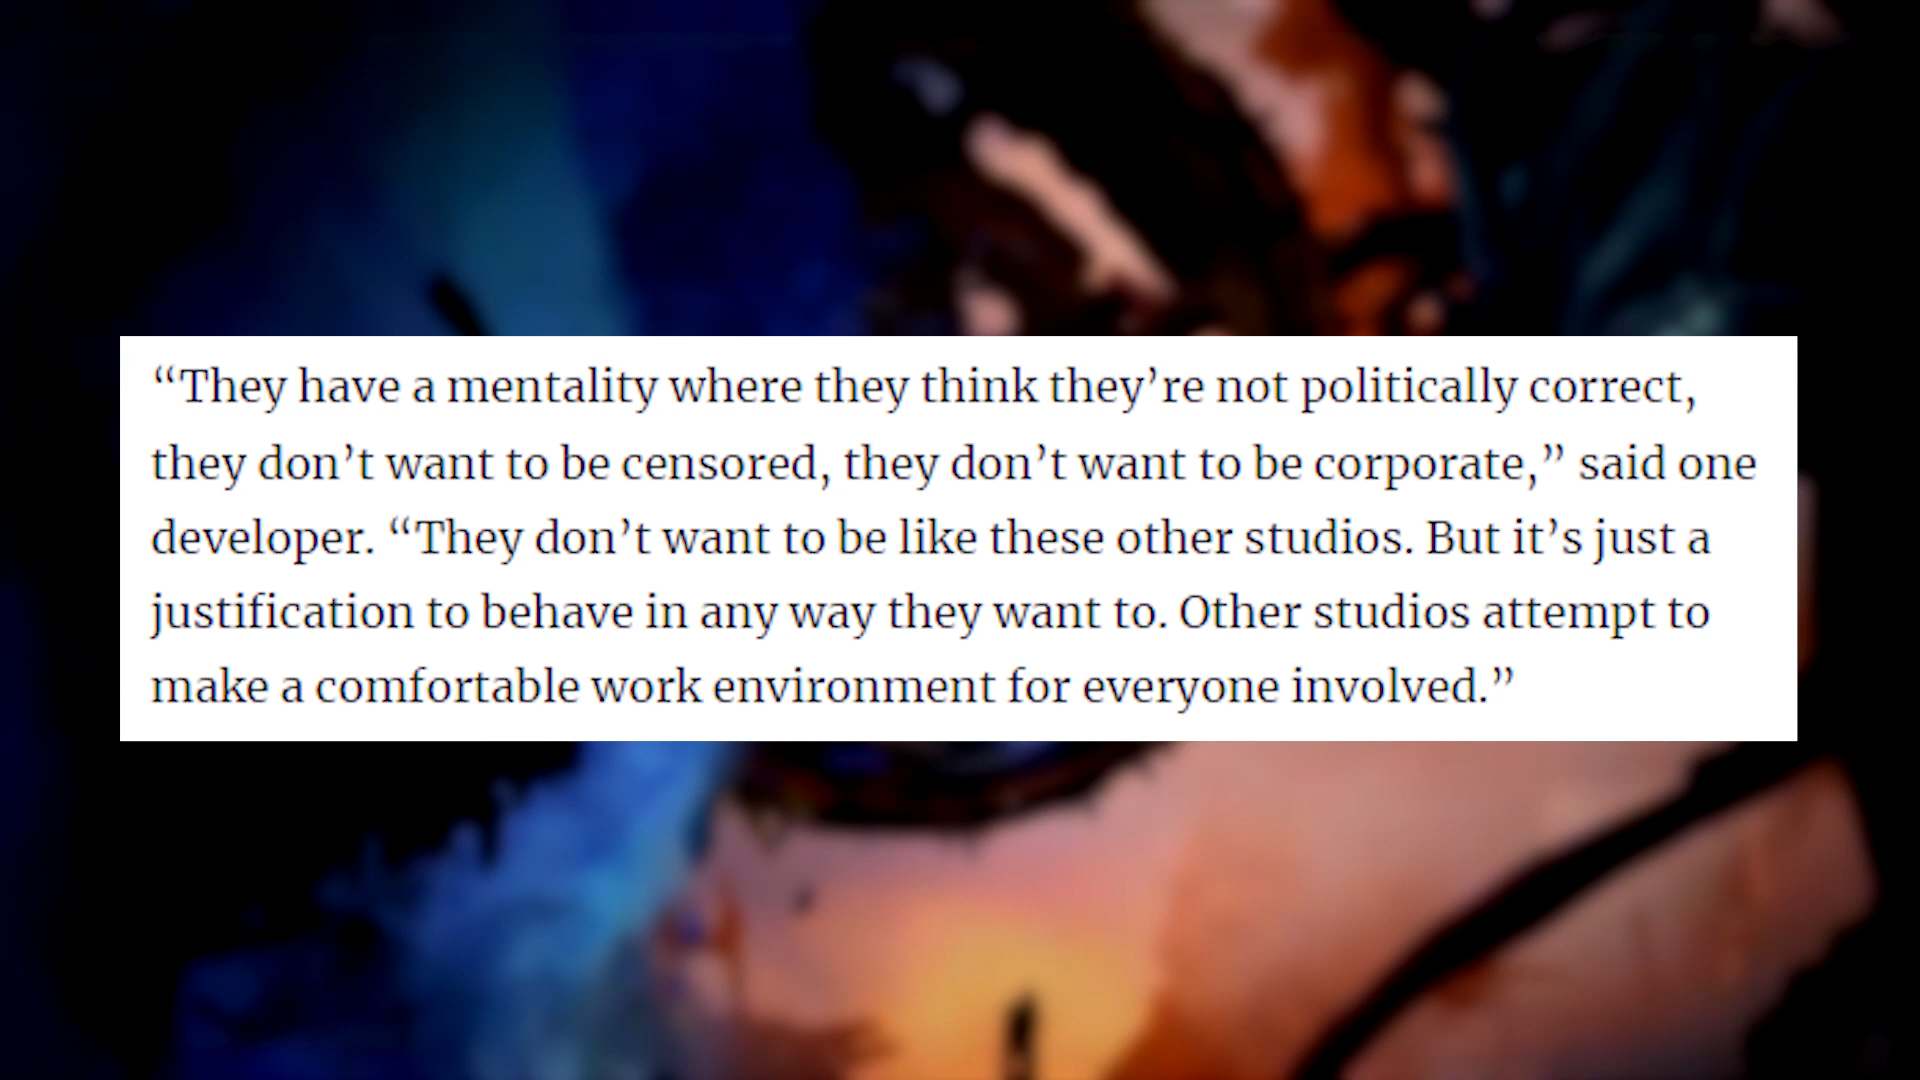 “They have a mentality where they think they’re not politically correct,
they don’t want to be censored, they don’t want to be corporate,” said one
developer. “They don’t want to be like these other studios. But it’s just a
justification to behave in any way they want to. Other studios attempt to
make a comfortable work environment for everyone involved.”